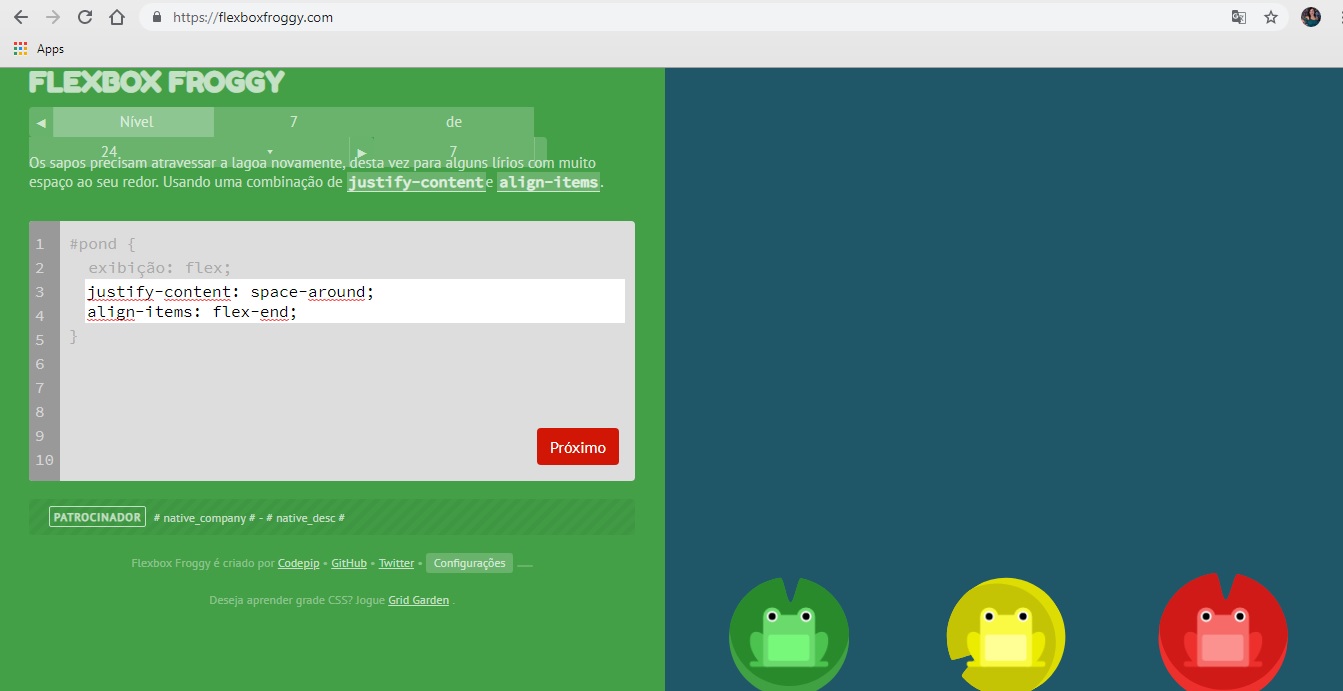 https://flexboxfroggy.com
Apps
FLEXBOX FROGGY
◀ Nível 7 de
24 ▾ ▶ 7
Os sapos precisam atravessar a lagoa novamente, desta vez para alguns lírios com muito
espaço ao seu redor. Usando uma combinação de justify-content e align-items.
1 #pond {
2 exibição: flex;
3 justify-content: space-around;
4 align-items: flex-end;
5 }
6
7
8
9
10
Próximo
PATROCINADOR # native_company # - # native_desc #
Flexbox Froggy é criado por Codepip • GitHub • Twitter • Configurações
Deseja aprender grade CSS? Jogue Grid Garden .